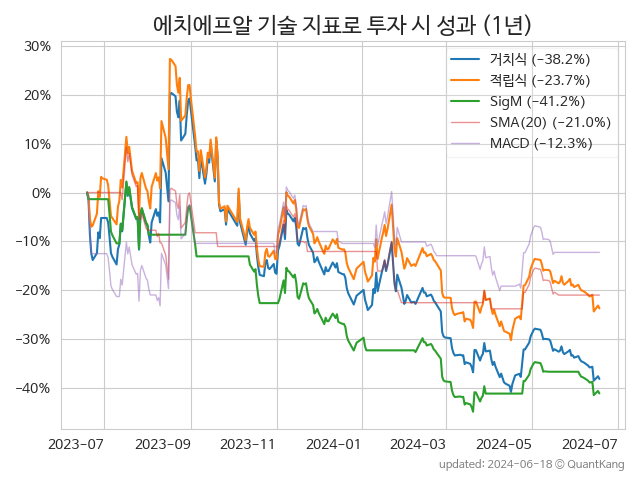 에치에프알 기술 지표로 투자 시 성과 (1년)
30%
20%
10%
0%
−10%
−20%
−30%
−40%
거치식 (−38.2%)
적립식 (−23.7%)
SigM (−41.2%)
SMA(20) (−21.0%)
MACD (−12.3%)
2023-07 2023-09 2023-11 2024-01 2024-03 2024-05 2024-07
updated: 2024-06-18 ⓒ QuantKang